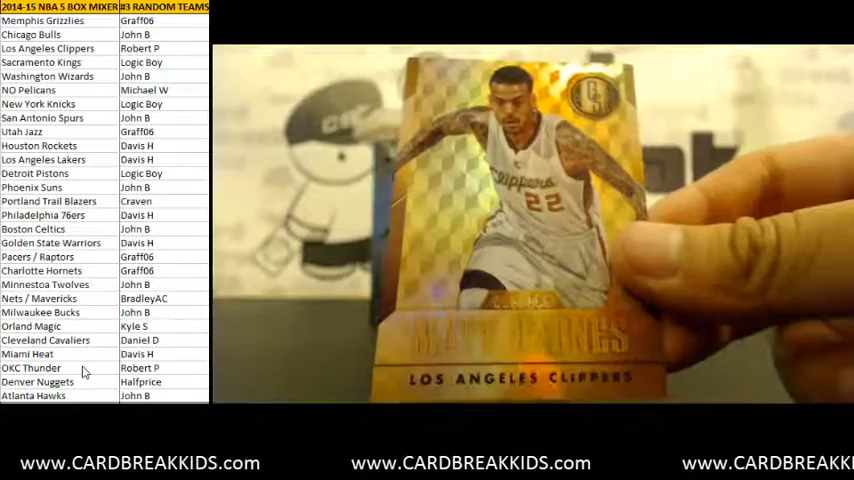 2014-15 NBA 5 BOX MIXER #3 RANDOM TEAMS
Memphis Grizzlies Graff06
Chicago Bulls John B
Los Angeles Clippers Robert P
Sacramento Kings Logic Boy
Washington Wizards John B
NO Pelicans Michael W
New York Knicks Logic Boy
San Antonio Spurs John B
Utah Jazz Graff06
Houston Rockets Davis H
Los Angeles Lakers Davis H
Detroit Pistons Logic Boy
Phoenix Suns John B
Portland Trail Blazers Craven
Philadelphia 76ers Davis H
Boston Celtics John B
Golden State Warriors Davis H
Pacers / Raptors Graff06
Charlotte Hornets Graff06
Minnestoa Twolves John B
Nets / Mavericks BradleyAC
Milwaukee Bucks John B
Orland Magic Kyle S
Cleveland Cavaliers Daniel D
Miami Heat Davis H
OKC Thunder Robert P
Denver Nuggets Halfprice
Atlanta Hawks John B
GS
Clippers
22
MATT BARNES
LOS ANGELES CLIPPERS
www.CARDBREAKKIDS.com www.CARDBREAKKIDS.com www.CARDBREAKKIDS.c